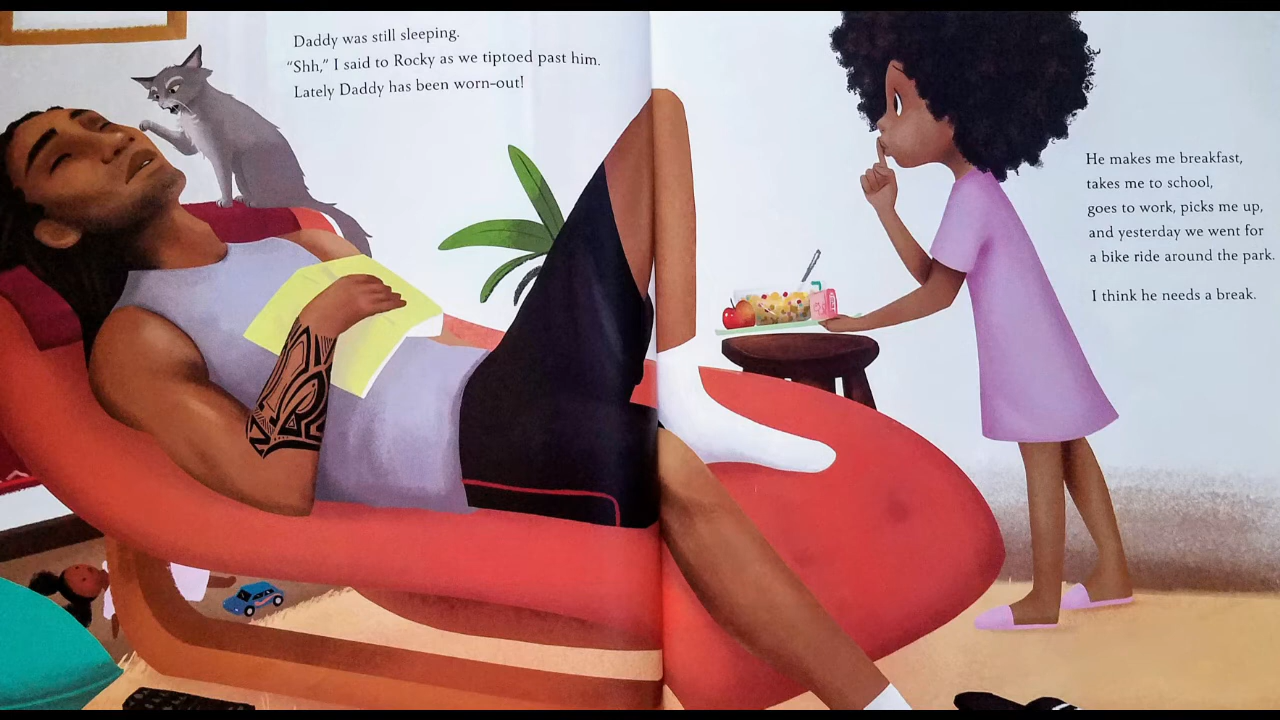 Daddy was still sleeping.
“Shh,” I said to Rocky as we tiptoed past him.
Lately Daddy has been worn-out!
He makes me breakfast,
takes me to school,
goes to work, picks me up,
and yesterday we went for
a bike ride around the park.
I think he needs a break.